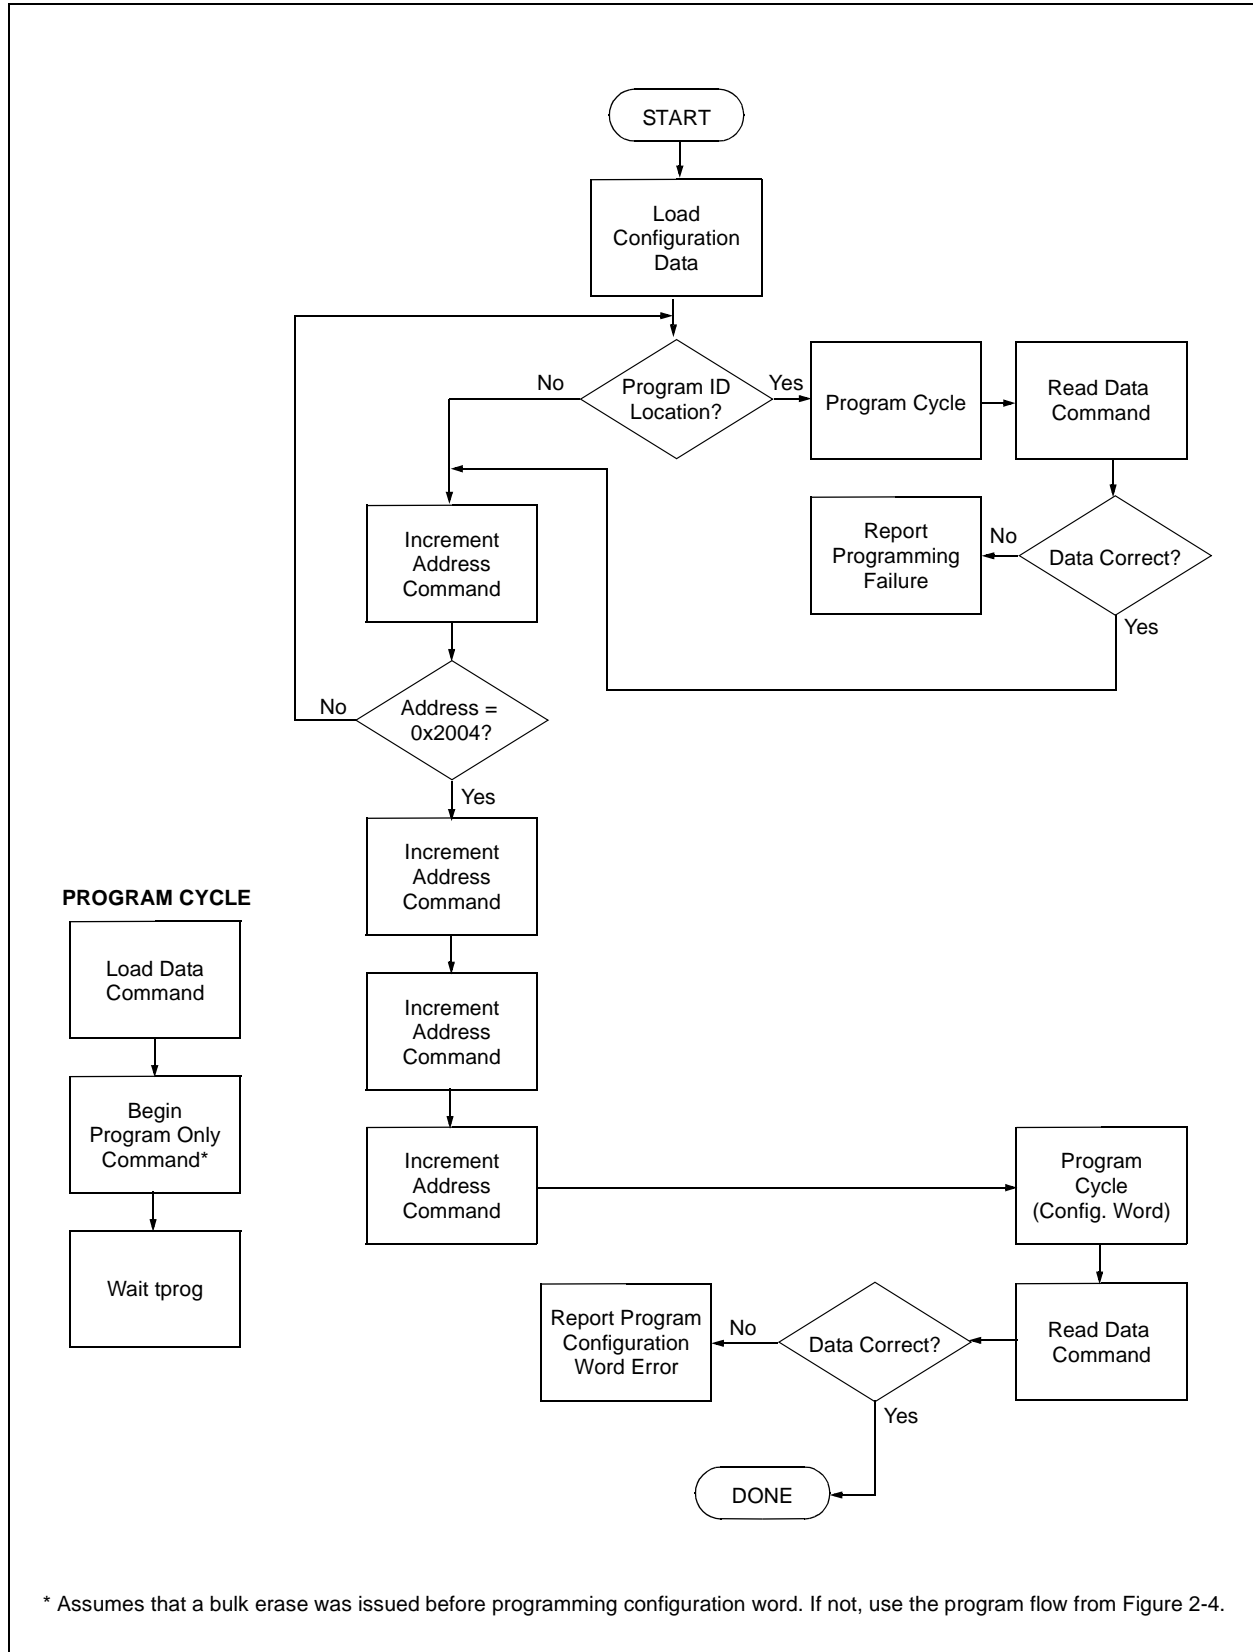 START
Load
Configuration
Data
No
Program ID
Location?
Yes
Program Cycle
Read Data
Command
Increment
Address
Command
Report
Programming
Failure
No
Data Correct?
Yes
No
Address =
0x2004?
Yes
Increment
Address
Command
PROGRAM CYCLE
Load Data
Command
Begin
Program Only
Command*
Wait tprog
Increment
Address
Command
Increment
Address
Command
Program
Cycle
(Config. Word)
Report Program
Configuration
Word Error
No
Data Correct?
Read Data
Command
Yes
DONE
* Assumes that a bulk erase was issued before programming configuration word. If not, use the program flow from Figure 2-4.